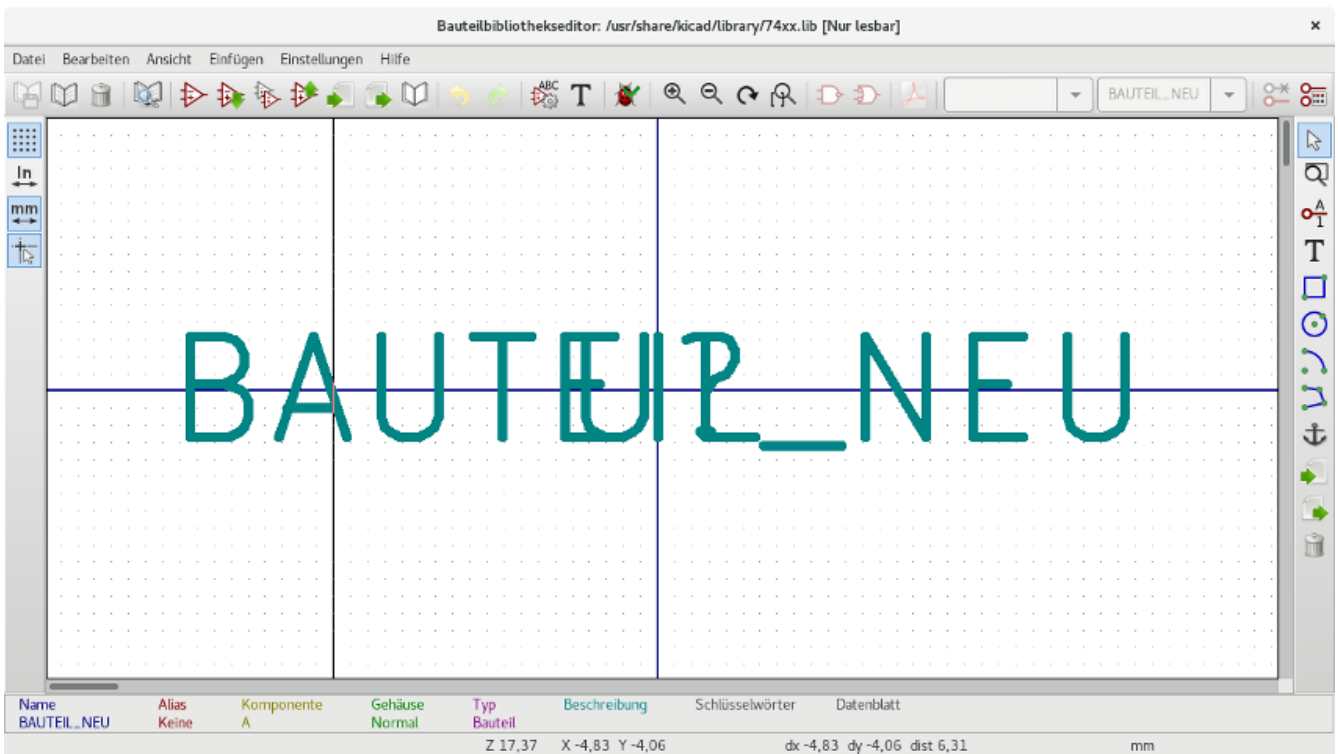 Bauteilbibliothekseditor: /usr/share/kicad/library/74xx.lib [Nur lesbar]
Datei Bearbeiten Ansicht Einfügen Einstellungen Hilfe
ABC T BAUTEIL_NEU
In
mm
A
1
T
BAUTEIL_NEU
U?
Name Alias Komponente Gehäuse Typ Beschreibung Schlüsselwörter Datenblatt
BAUTEIL_NEU Keine A Normal Bauteil
Z 17,37 X -4,83 Y -4,06 dx -4,83 dy -4,06 dist 6,31 mm